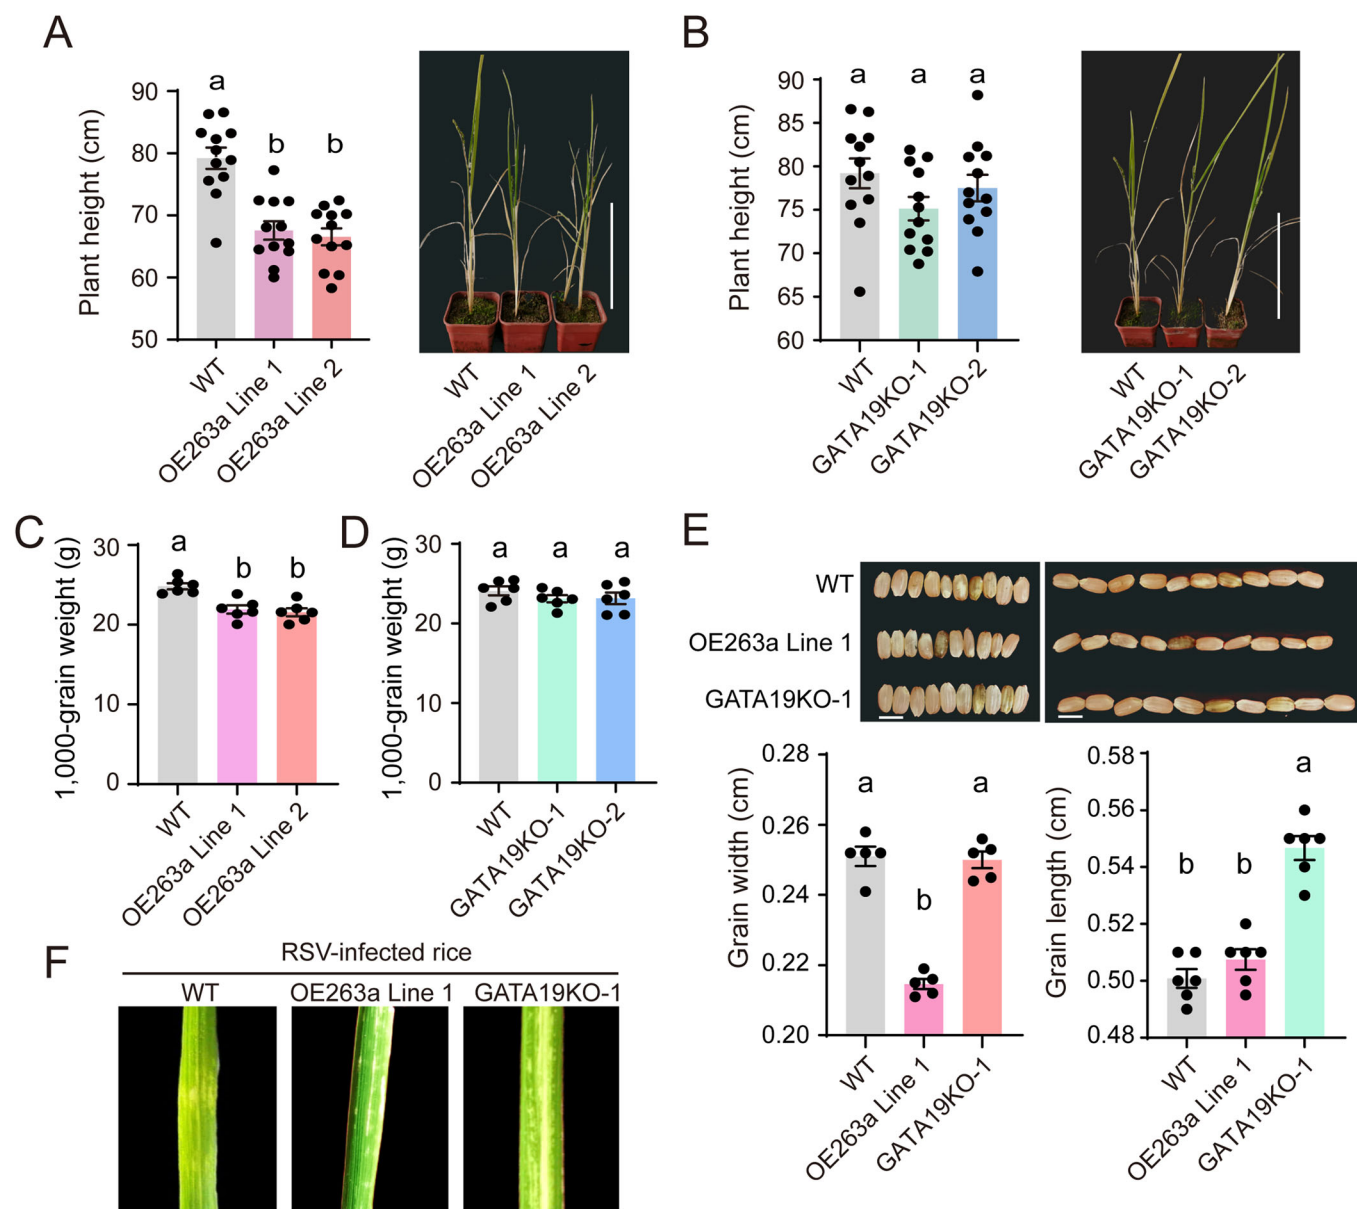 A
Plant height (cm)
90
80
70
60
50
a
b
b
WT
OE263a Line 1
OE263a Line 2
WT
OE263a Line 1
OE263a Line 2
B
Plant height (cm)
90
85
80
75
70
65
60
a
a
a
WT
GATA19KO-1
GATA19KO-2
WT
GATA19KO-1
GATA19KO-2
C
1,000-grain weight (g)
30
20
10
0
a
b
b
WT
OE263a Line 1
OE263a Line 2
D
1,000-grain weight (g)
30
20
10
0
a
a
a
WT
GATA19KO-1
GATA19KO-2
E
WT
OE263a Line 1
GATA19KO-1
Grain width (cm)
0.28
0.26
0.24
0.22
0.20
a
b
a
WT
OE263a Line 1
GATA19KO-1
Grain length (cm)
0.58
0.56
0.54
0.52
0.50
0.48
b
b
a
WT
OE263a Line 1
GATA19KO-1
F
RSV-infected rice
WT
OE263a Line 1
GATA19KO-1